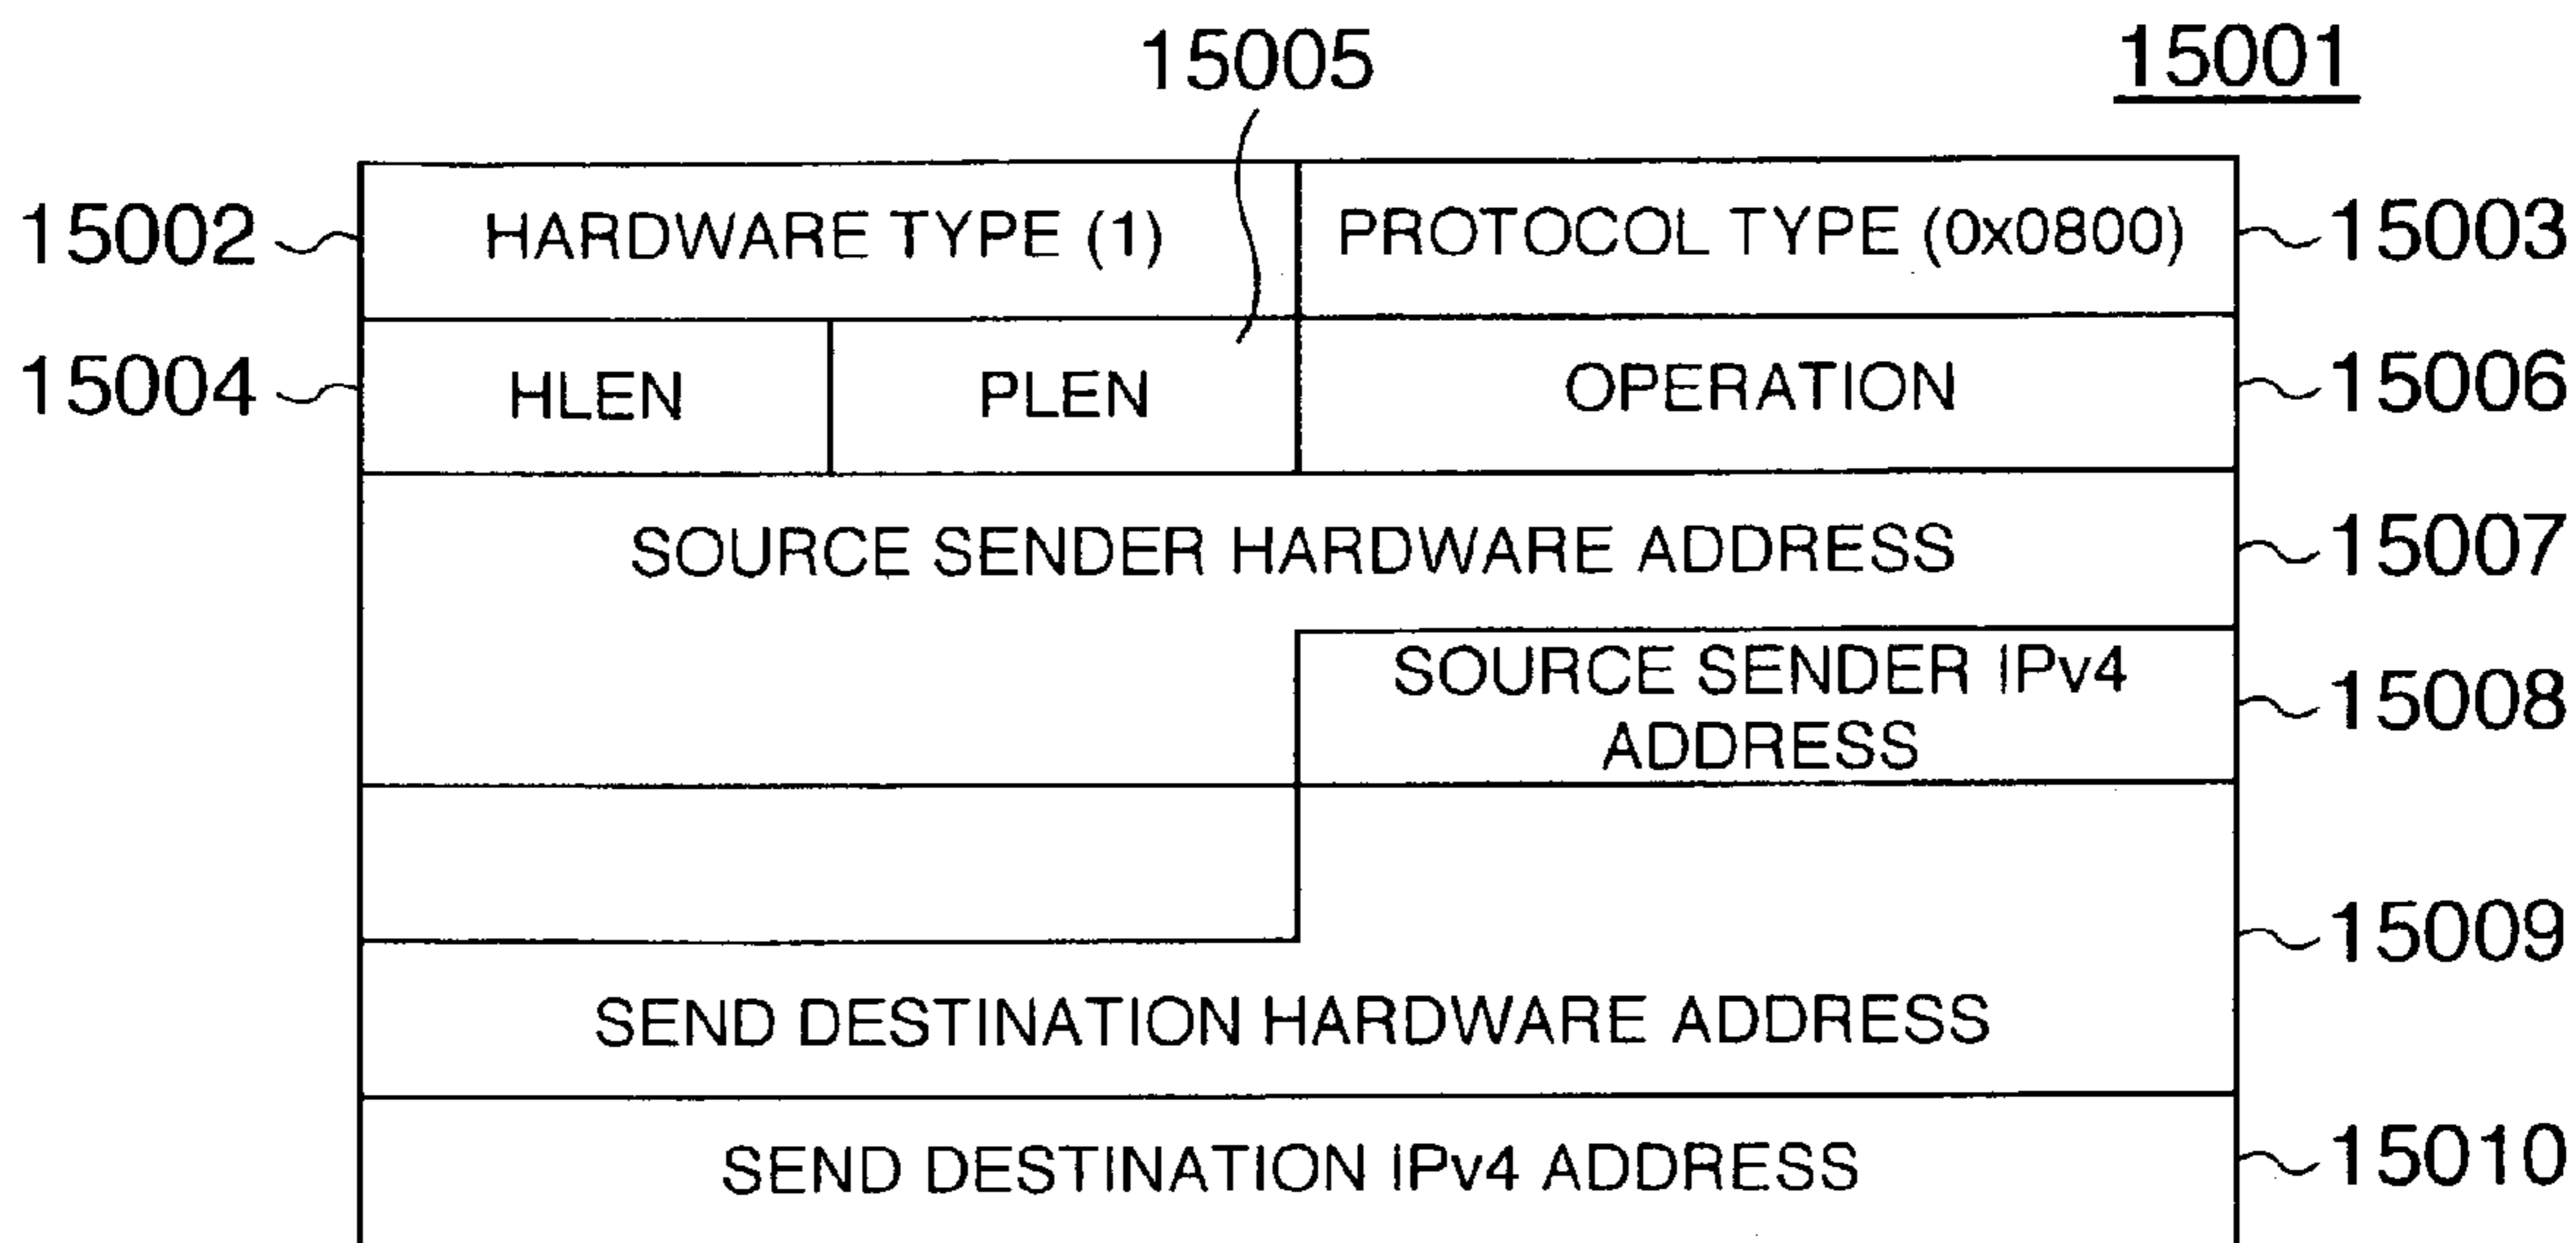 15005
15001
15002
HARDWARE TYPE (1)
PROTOCOL TYPE (0x0800)
15003
15004
HLEN
PLEN
OPERATION
15006
SOURCE SENDER HARDWARE ADDRESS
15007
SOURCE SENDER IPv4
ADDRESS
15008
15009
SEND DESTINATION HARDWARE ADDRESS
SEND DESTINATION IPv4 ADDRESS
15010